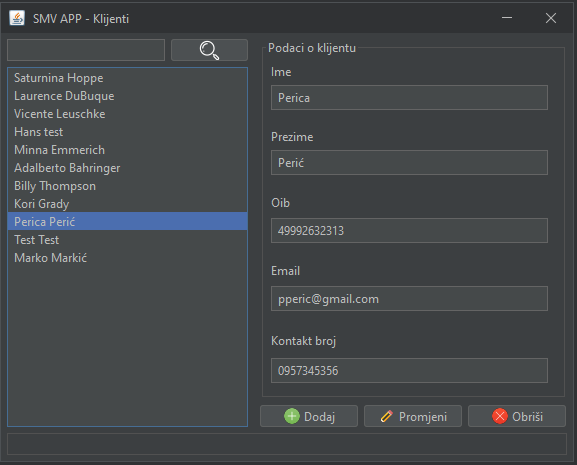 SMV APP - Klijenti
Saturnina Hoppe
Laurence DuBuque
Vicente Leuschke
Hans test
Minna Emmerich
Adalberto Bahringer
Billy Thompson
Kori Grady
Perica Perić
Test Test
Marko Markić
Podaci o klijentu
Ime
Perica
Prezime
Perić
Oib
49992632313
Email
pperic@gmail.com
Kontakt broj
0957345356
Dodaj
Promjeni
Obriši